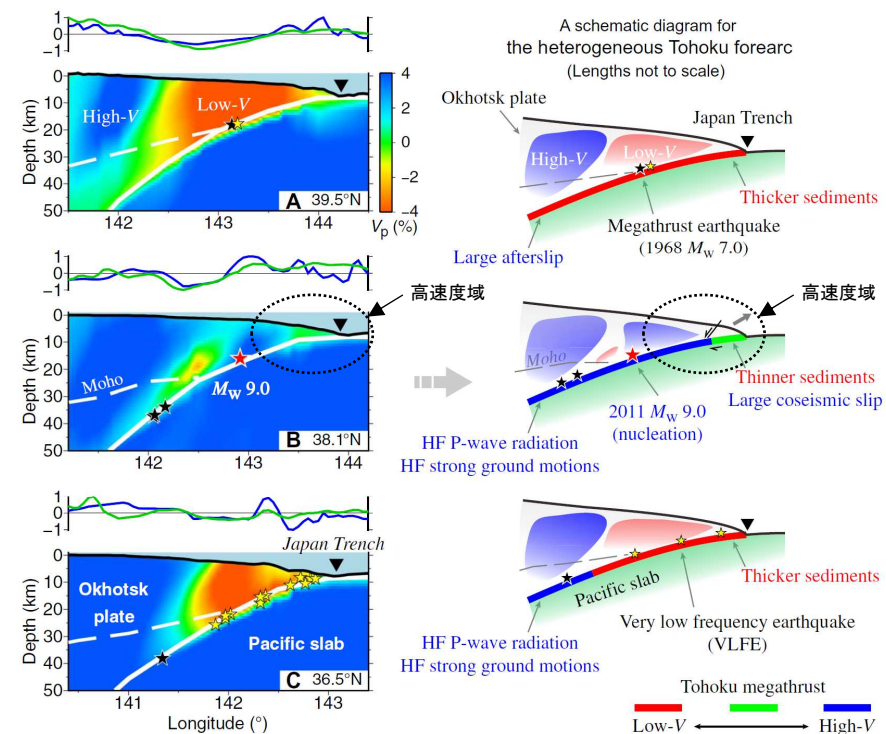 A schematic diagram for
the heterogeneous Tohoku forearc
(Lengths not to scale)
1
0
−1
0
10
20
30
40
50
Depth (km)
High-V
Low-V
A
39.5°N
142
143
144
4
2
0
−2
−4
Vp (%)
Okhotsk plate
Japan Trench
High-V
Low-V
Thicker sediments
Megathrust earthquake
(1968 Mw 7.0)
Large afterslip
1
0
−1
高速度域
0
10
20
30
40
50
Depth (km)
Moho
Mw 9.0
B
38.1°N
142
143
144
高速度域
Moho
Thinner sediments
Large coseismic slip
2011 Mw 9.0
(nucleation)
HF P-wave radiation
HF strong ground motions
1
0
−1
Japan Trench
0
10
20
30
40
50
Depth (km)
Okhotsk
plate
Pacific slab
C
36.5°N
141
142
143
Longitude (°)
Pacific slab
Thicker sediments
Very low frequency earthquake
(VLFE)
HF P-wave radiation
HF strong ground motions
Tohoku megathrust
Low-V
High-V